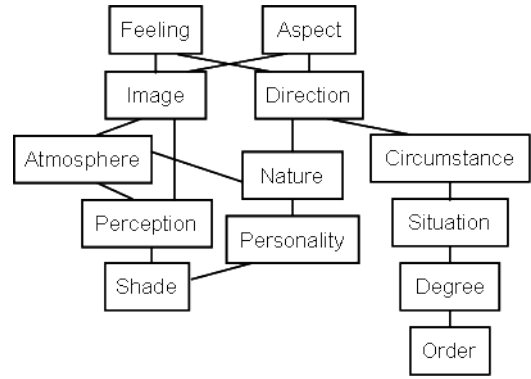 Feeling
Aspect
Image
Direction
Atmosphere
Nature
Circumstance
Perception
Personality
Situation
Shade
Degree
Order